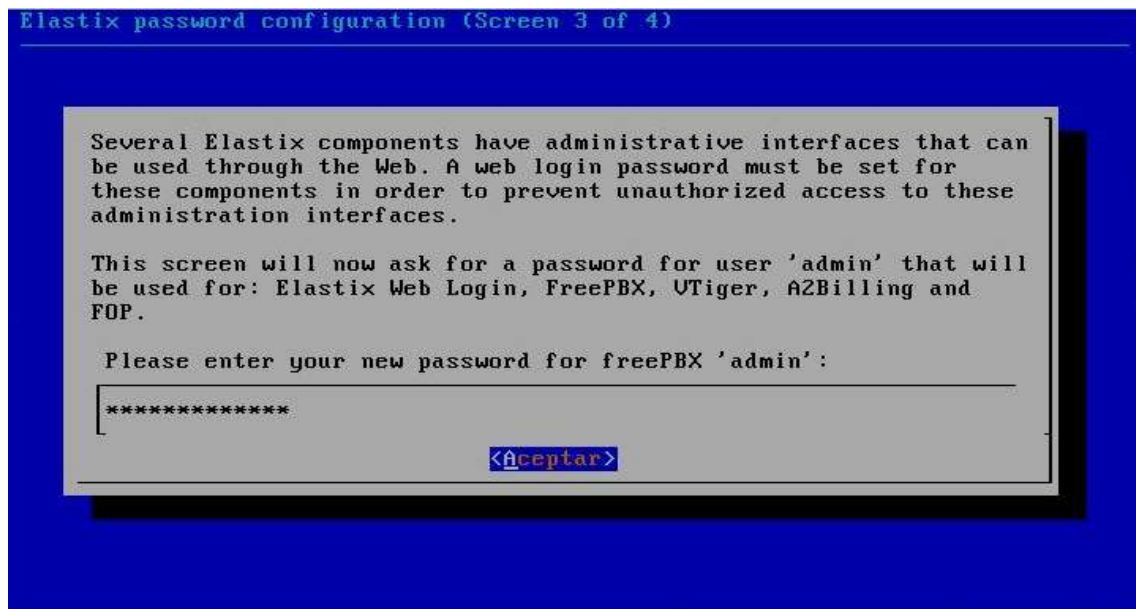 Elastix password configuration (Screen 3 of 4)
Several Elastix components have administrative interfaces that can
be used through the Web. A web login password must be set for
these components in order to prevent unauthorized access to these
administration interfaces.
This screen will now ask for a password for user 'admin' that will
be used for: Elastix Web Login, FreePBX, VTiger, A2Billing and
FOP.
Please enter your new password for freePBX 'admin':
*************
<Aceptar>